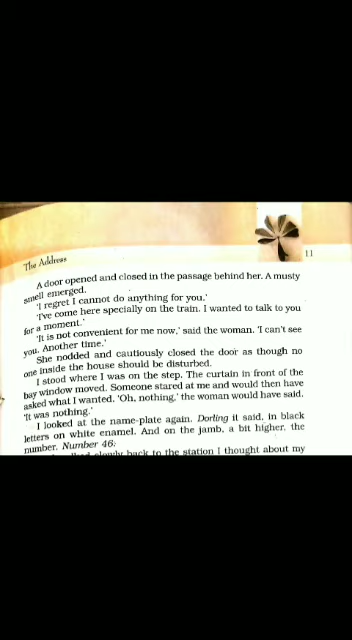 The Address
11
A door opened and closed in the passage behind her. A musty
smell emerged.
'I regret I cannot do anything for you.'
'I've come here specially on the train. I wanted to talk to you
for a moment.'
'It is not convenient for me now,' said the woman. 'I can't see
you. Another time.'
She nodded and cautiously closed the door as though no
one inside the house should be disturbed.
I stood where I was on the step. The curtain in front of the
bay window moved. Someone stared at me and would then have
asked what I wanted. 'Oh, nothing,' the woman would have said.
'It was nothing.'
I looked at the name-plate again. Dorling it said, in black
letters on white enamel. And on the jamb, a bit higher, the
number. Number 46.
slowly back to the station I thought about my